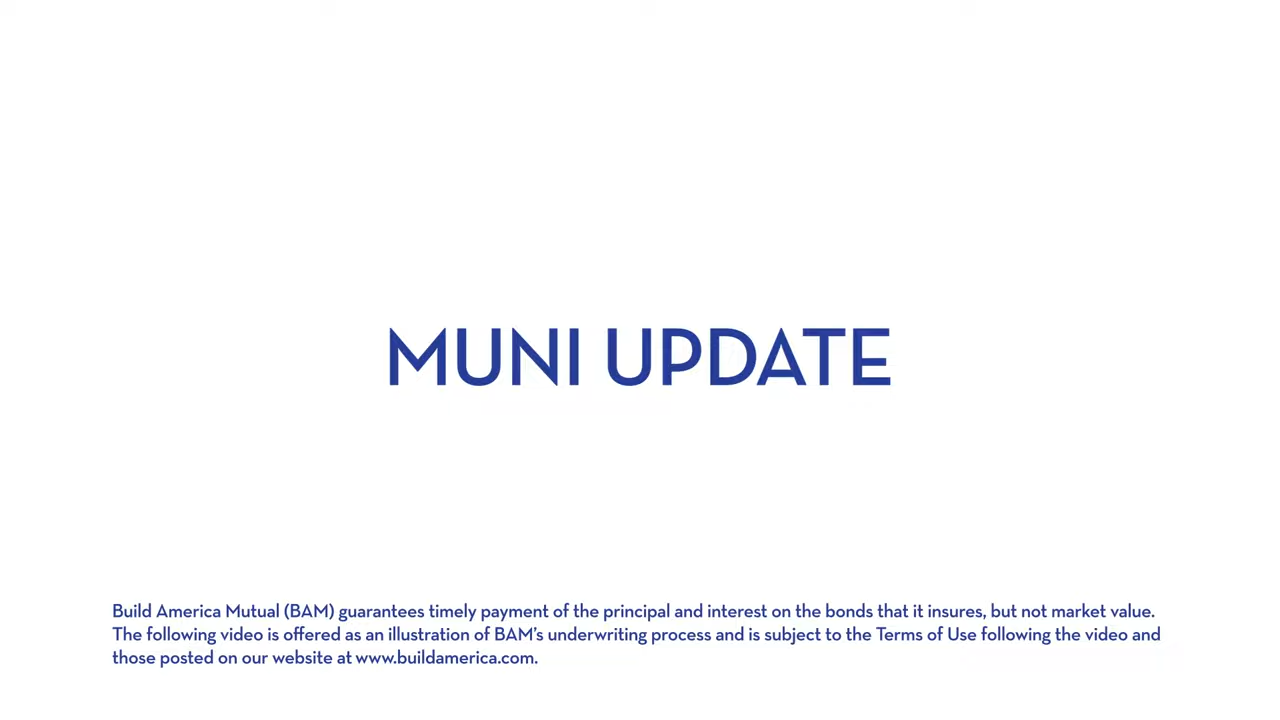 MUNI UPDATE
Build America Mutual (BAM) guarantees timely payment of the principal and interest on the bonds that it insures, but not market value.
The following video is offered as an illustration of BAM’s underwriting process and is subject to the Terms of Use following the video and
those posted on our website at www.buildamerica.com.